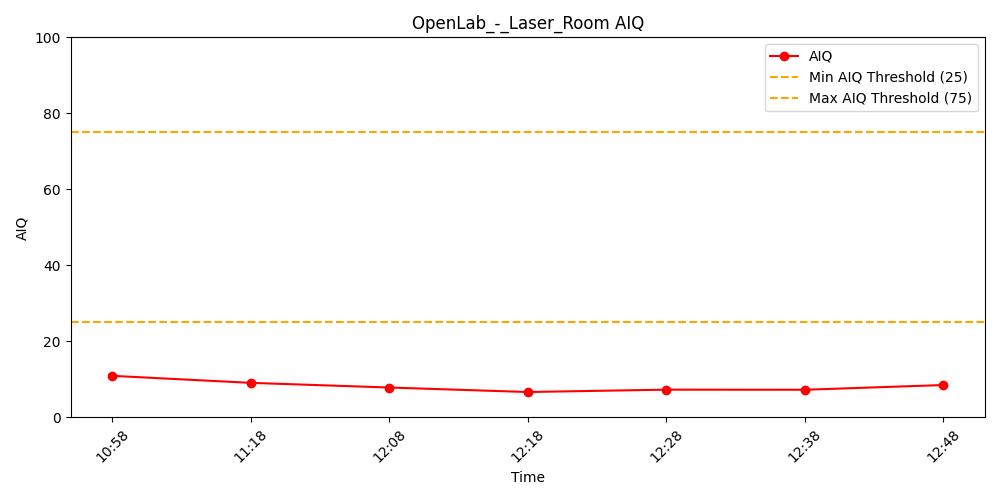 OpenLab_-_Laser_Room AIQ
AIQ
Min AIQ Threshold (25)
Max AIQ Threshold (75)
100
80
60
40
20
0
AIQ
10:58
11:18
12:08
12:18
12:28
12:38
12:48
Time